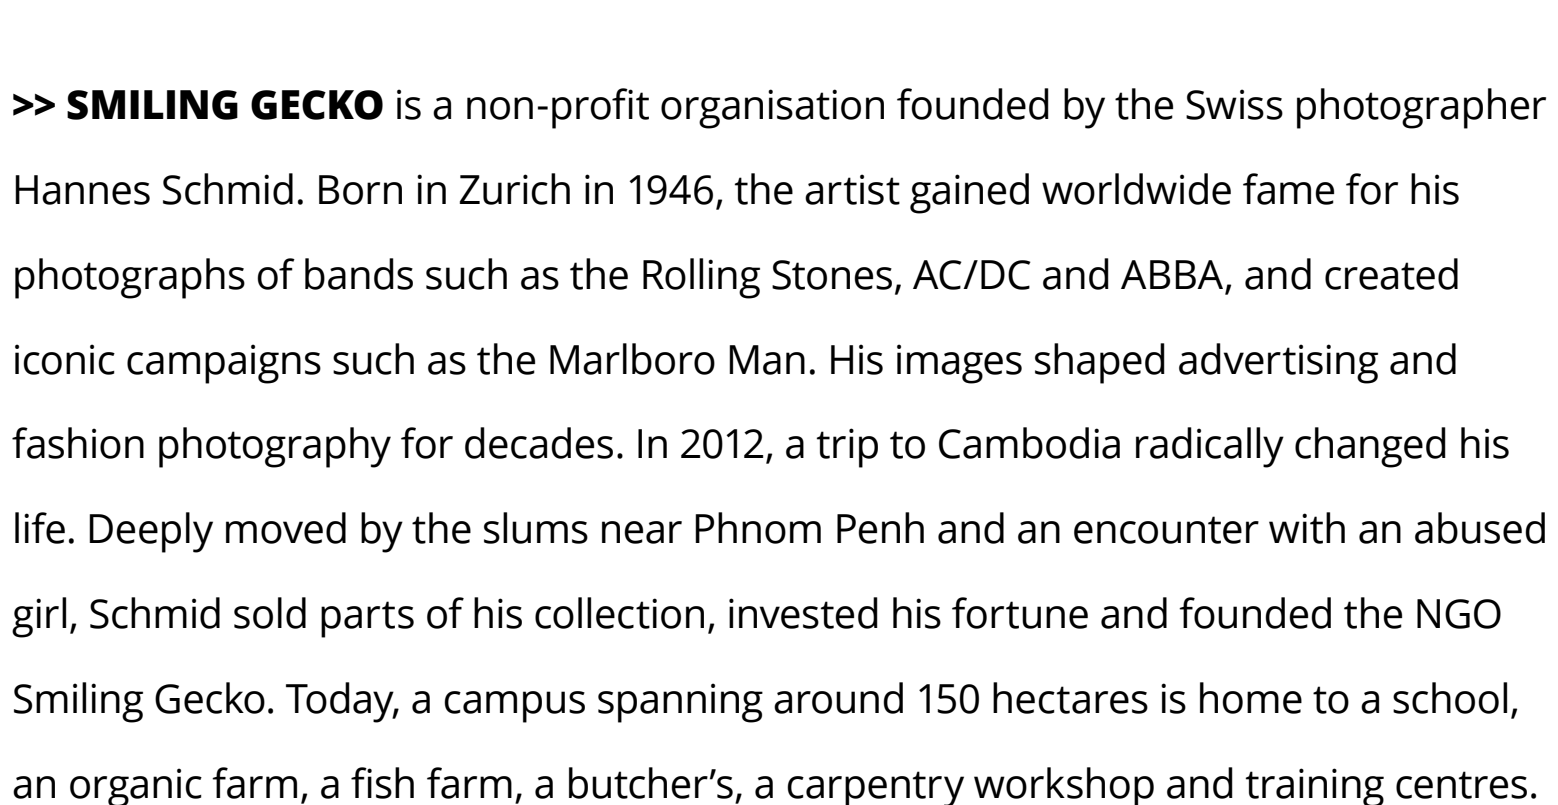 >> SMILING GECKO is a non-profit organisation founded by the Swiss photographer
Hannes Schmid. Born in Zurich in 1946, the artist gained worldwide fame for his
photographs of bands such as the Rolling Stones, AC/DC and ABBA, and created
iconic campaigns such as the Marlboro Man. His images shaped advertising and
fashion photography for decades. In 2012, a trip to Cambodia radically changed his
life. Deeply moved by the slums near Phnom Penh and an encounter with an abused
girl, Schmid sold parts of his collection, invested his fortune and founded the NGO
Smiling Gecko. Today, a campus spanning around 150 hectares is home to a school,
an organic farm, a fish farm, a butcher’s, a carpentry workshop and training centres.